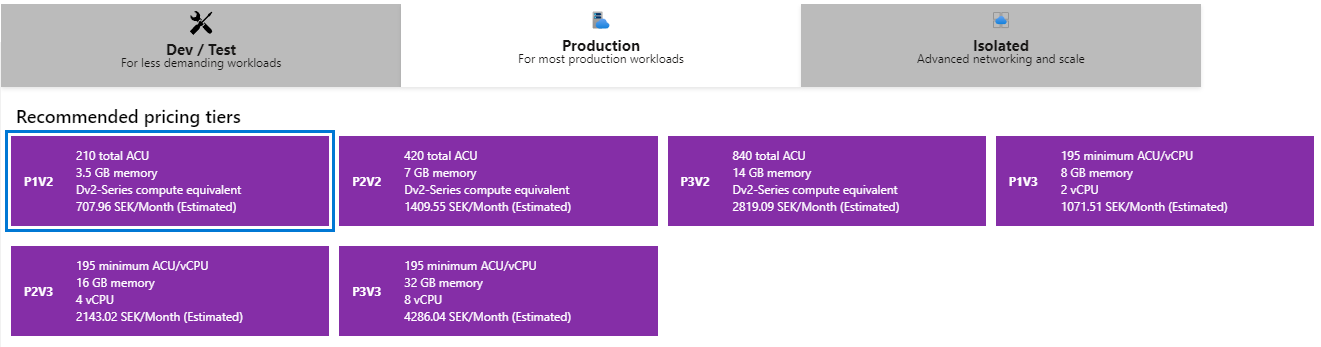 Dev / Test
For less demanding workloads
Production
For most production workloads
Isolated
Advanced networking and scale
Recommended pricing tiers
P1V2
210 total ACU
3.5 GB memory
Dv2-Series compute equivalent
707.96 SEK/Month (Estimated)
P2V2
420 total ACU
7 GB memory
Dv2-Series compute equivalent
1409.55 SEK/Month (Estimated)
P3V2
840 total ACU
14 GB memory
Dv2-Series compute equivalent
2819.09 SEK/Month (Estimated)
P1V3
195 minimum ACU/vCPU
8 GB memory
2 vCPU
1071.51 SEK/Month (Estimated)
P2V3
195 minimum ACU/vCPU
16 GB memory
4 vCPU
2143.02 SEK/Month (Estimated)
P3V3
195 minimum ACU/vCPU
32 GB memory
8 vCPU
4286.04 SEK/Month (Estimated)